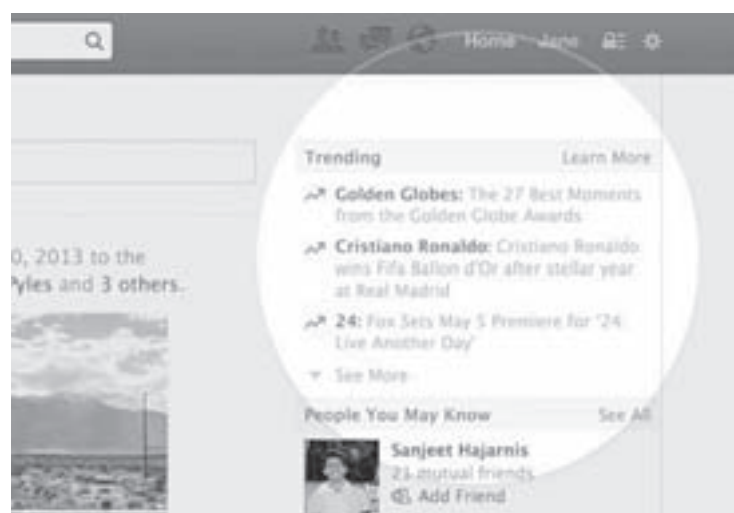 Home Jane
Trending Learn More
Golden Globes: The 27 Best Moments
from the Golden Globe Awards
Cristiano Ronaldo: Cristiano Ronaldo
wins Fifa Ballon d'Or after stellar year
at Real Madrid
24: Fox Sets May 5 Premiere for '24:
Live Another Day'
See More
0, 2013 to the
Pyles and 3 others.
People You May Know See All
Sanjeet Hajarnis
21 mutual friends
Add Friend